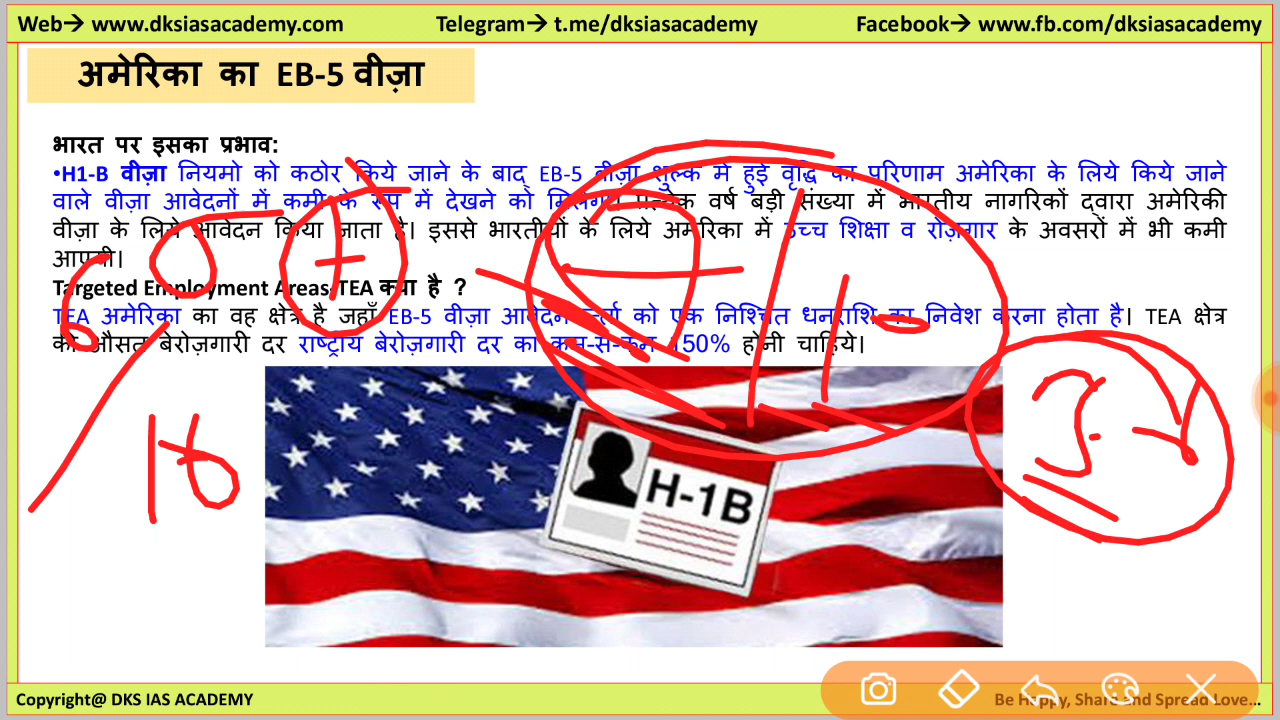 Web→ www.dksiasacademy.com Telegram→ t.me/dksiasacademy Facebook→ www.fb.com/dksiasacademy
अमेरिका का EB-5 वीज़ा
भारत पर इसका प्रभाव:
•H1-B वीज़ा नियमो को कठोर किये जाने के बाद् EB-5 वीज़ा शुल्क में हुई वृद्धि का परिणाम अमेरिका के लिये किये जाने
वाले वीज़ा आवेदनों में कमी के रूप में देखने को मिलेगा। प्रत्येक वर्ष बड़ी संख्या में भारतीय नागरिकों द्वारा अमेरिकी
वीज़ा के लिये आवेदन किया जाता है। इससे भारतीयों के लिये अमेरिका में उच्च शिक्षा व रोज़गार के अवसरों में भी कमी
आएगी।
Targeted Employment Areas-TEA क्या है ?
TEA अमेरिका का वह क्षेत्र है जहाँ EB-5 वीज़ा आवेदन कर्त्ता को एक निश्चित धनराशि का निवेश करना होता है। TEA क्षेत्र
की औसत बेरोज़गारी दर राष्ट्रीय बेरोज़गारी दर की कम-से-कम 150% होनी चाहिये।
H-1B
Copyright@ DKS IAS ACADEMY Be Happy, Share and Spread Love...